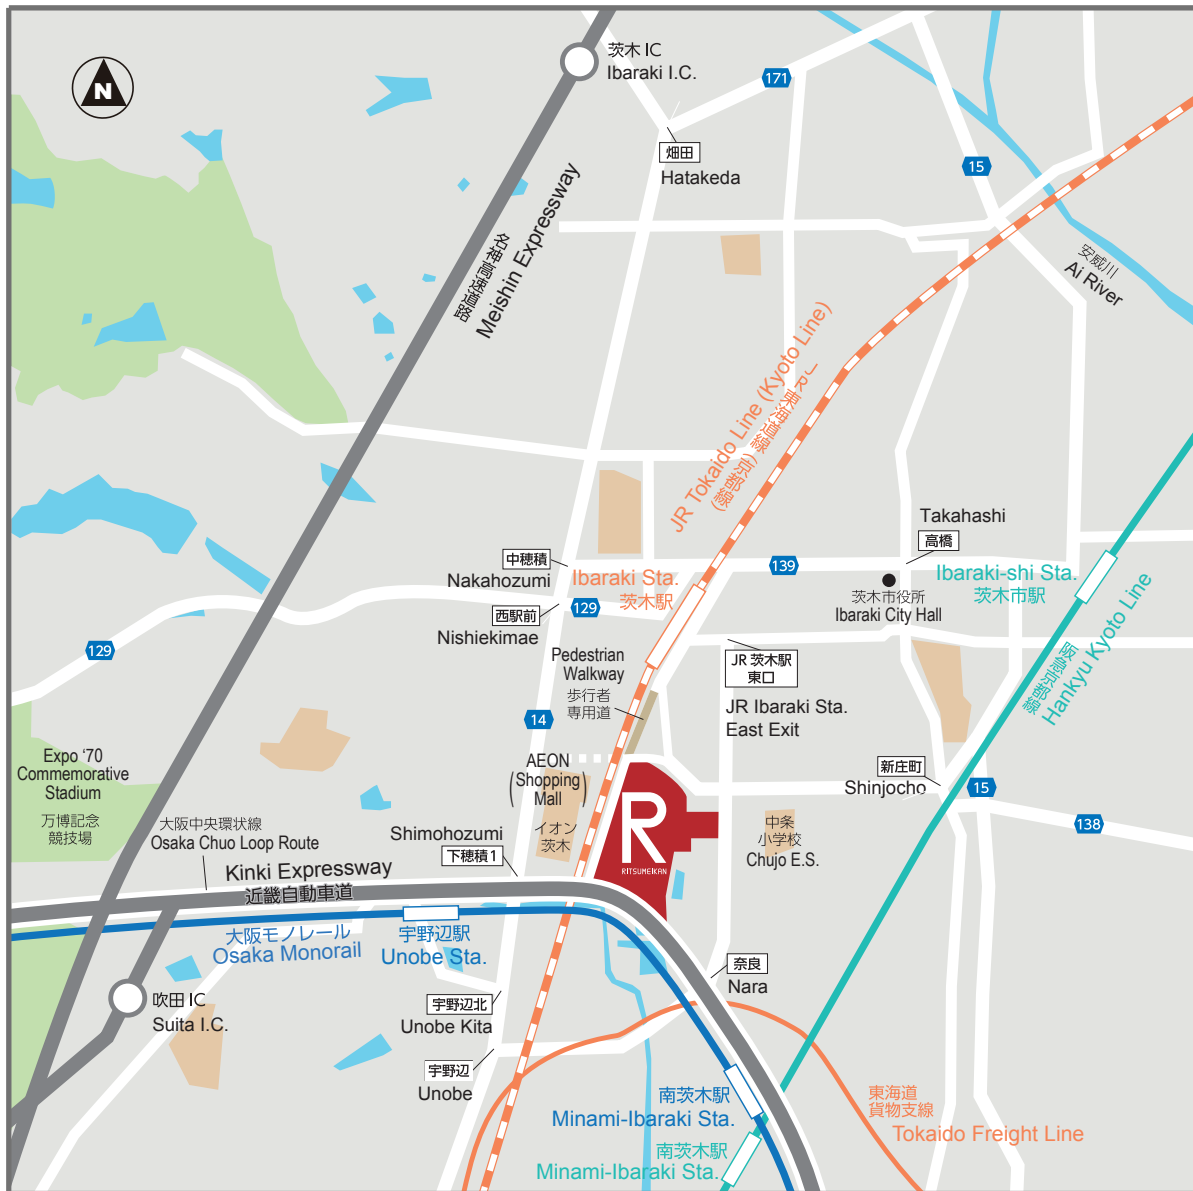 N
茨木 IC
Ibaraki I.C.
171
畑田
Hatakeda
15
名神高速道路
Meishin Expressway
安威川
Ai River
JR Tokaido Line (Kyoto Line)
JR 東海道線 (京都線)
Takahashi
高橋
中穂積
Nakahozumi
139
Ibaraki Sta.
茨木駅
Ibaraki-shi Sta.
茨木市駅
茨木市役所
Ibaraki City Hall
西駅前
129
Nishiekimae
129
阪急京都線
Hankyu Kyoto Line
Pedestrian
Walkway
歩行者
専用道
JR 茨木駅
東口
JR Ibaraki Sta.
East Exit
14
Expo ‘70
Commemorative
Stadium
万博記念
競技場
AEON
(Shopping
Mall)
イオン
茨木
新庄町
Shinjocho
15
138
R
RITSUMEIKAN
中条
小学校
Chujo E.S.
大阪中央環状線
Osaka Chuo Loop Route
Shimohozumi
下穂積1
Kinki Expressway
近畿自動車道
大阪モノレール
Osaka Monorail
宇野辺駅
Unobe Sta.
奈良
Nara
吹田 IC
Suita I.C.
宇野辺北
Unobe Kita
宇野辺
Unobe
南茨木駅
Minami-Ibaraki Sta.
東海道
貨物支線
Tokaido Freight Line
南茨木駅
Minami-Ibaraki Sta.